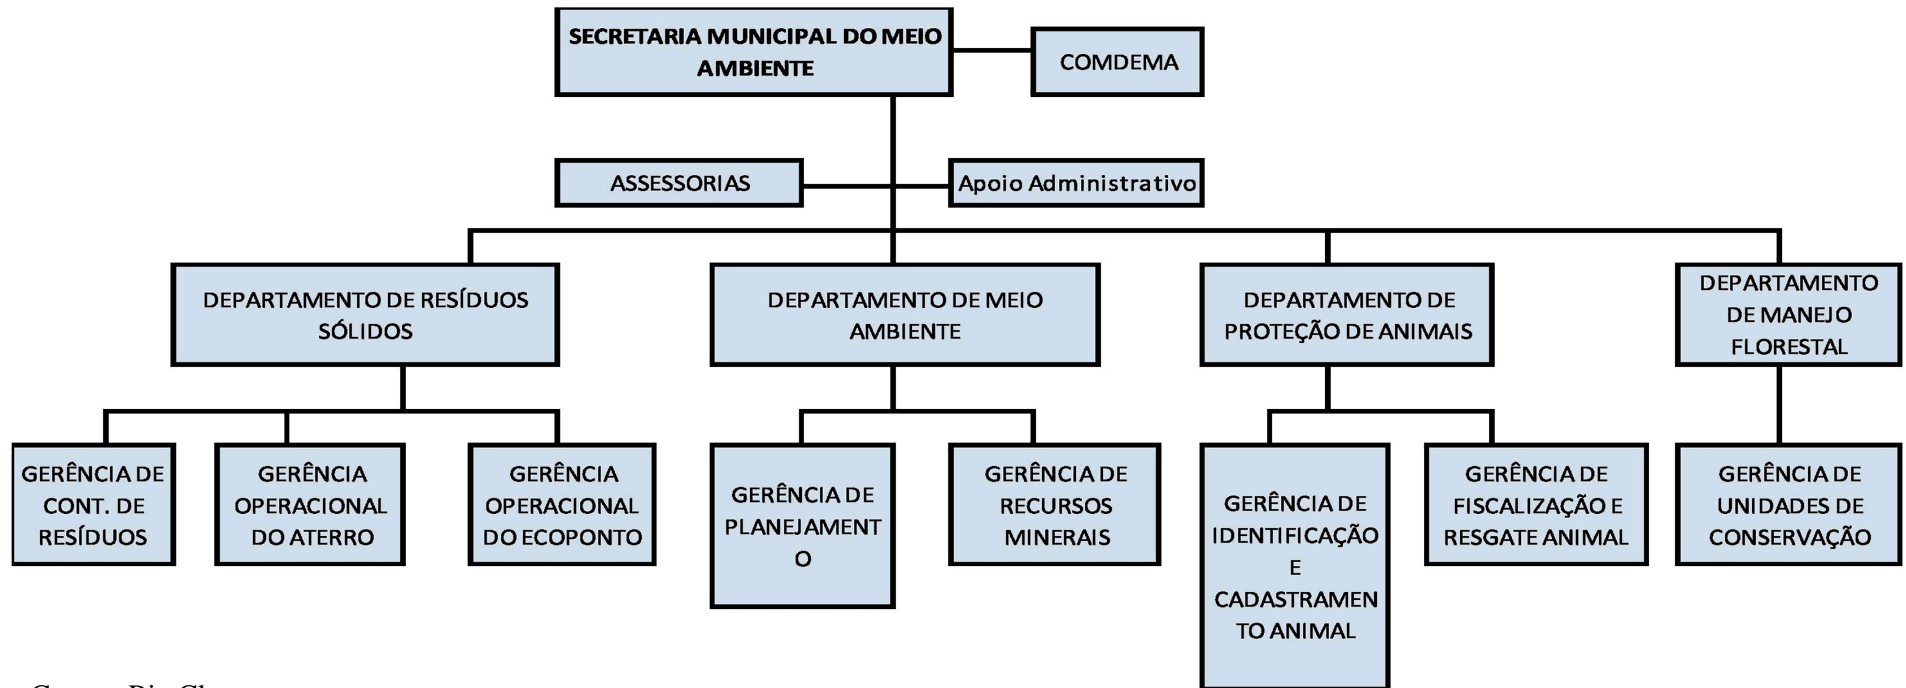 SECRETARIA MUNICIPAL DO MEIO
AMBIENTE
COMDEMA
ASSESSORIAS
Apoio Administrativo
DEPARTAMENTO DE RESÍDUOS
SÓLIDOS
DEPARTAMENTO DE MEIO
AMBIENTE
DEPARTAMENTO DE
PROTEÇÃO DE ANIMAIS
DEPARTAMENTO
DE MANEJO
FLORESTAL
GERÊNCIA DE
CONT. DE
RESÍDUOS
GERÊNCIA
OPERACIONAL
DO ATERRO
GERÊNCIA
OPERACIONAL
DO ECOPONTO
GERÊNCIA DE
PLANEJAMENT
O
GERÊNCIA DE
RECURSOS
MINERAIS
GERÊNCIA DE
IDENTIFICAÇÃO
E
CADASTRAMEN
TO ANIMAL
GERÊNCIA DE
FISCALIZAÇÃO E
RESGATE ANIMAL
GERÊNCIA DE
UNIDADES DE
CONSERVAÇÃO